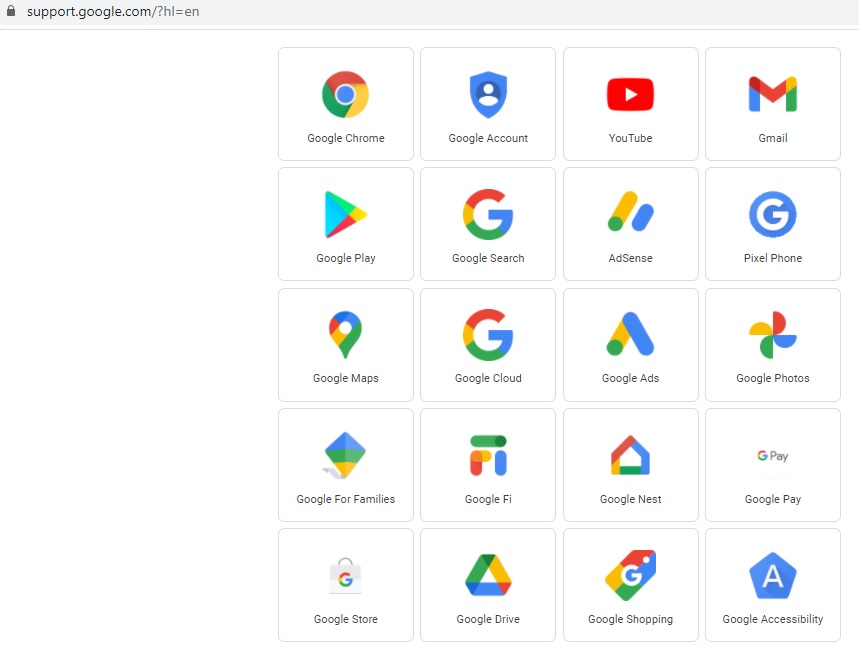 support.google.com/?hl=en
Google Chrome
Google Account
YouTube
Gmail
Google Play
Google Search
AdSense
Pixel Phone
Google Maps
Google Cloud
Google Ads
Google Photos
Google For Families
Google Fi
Google Nest
G Pay
Google Pay
Google Store
Google Drive
Google Shopping
Google Accessibility